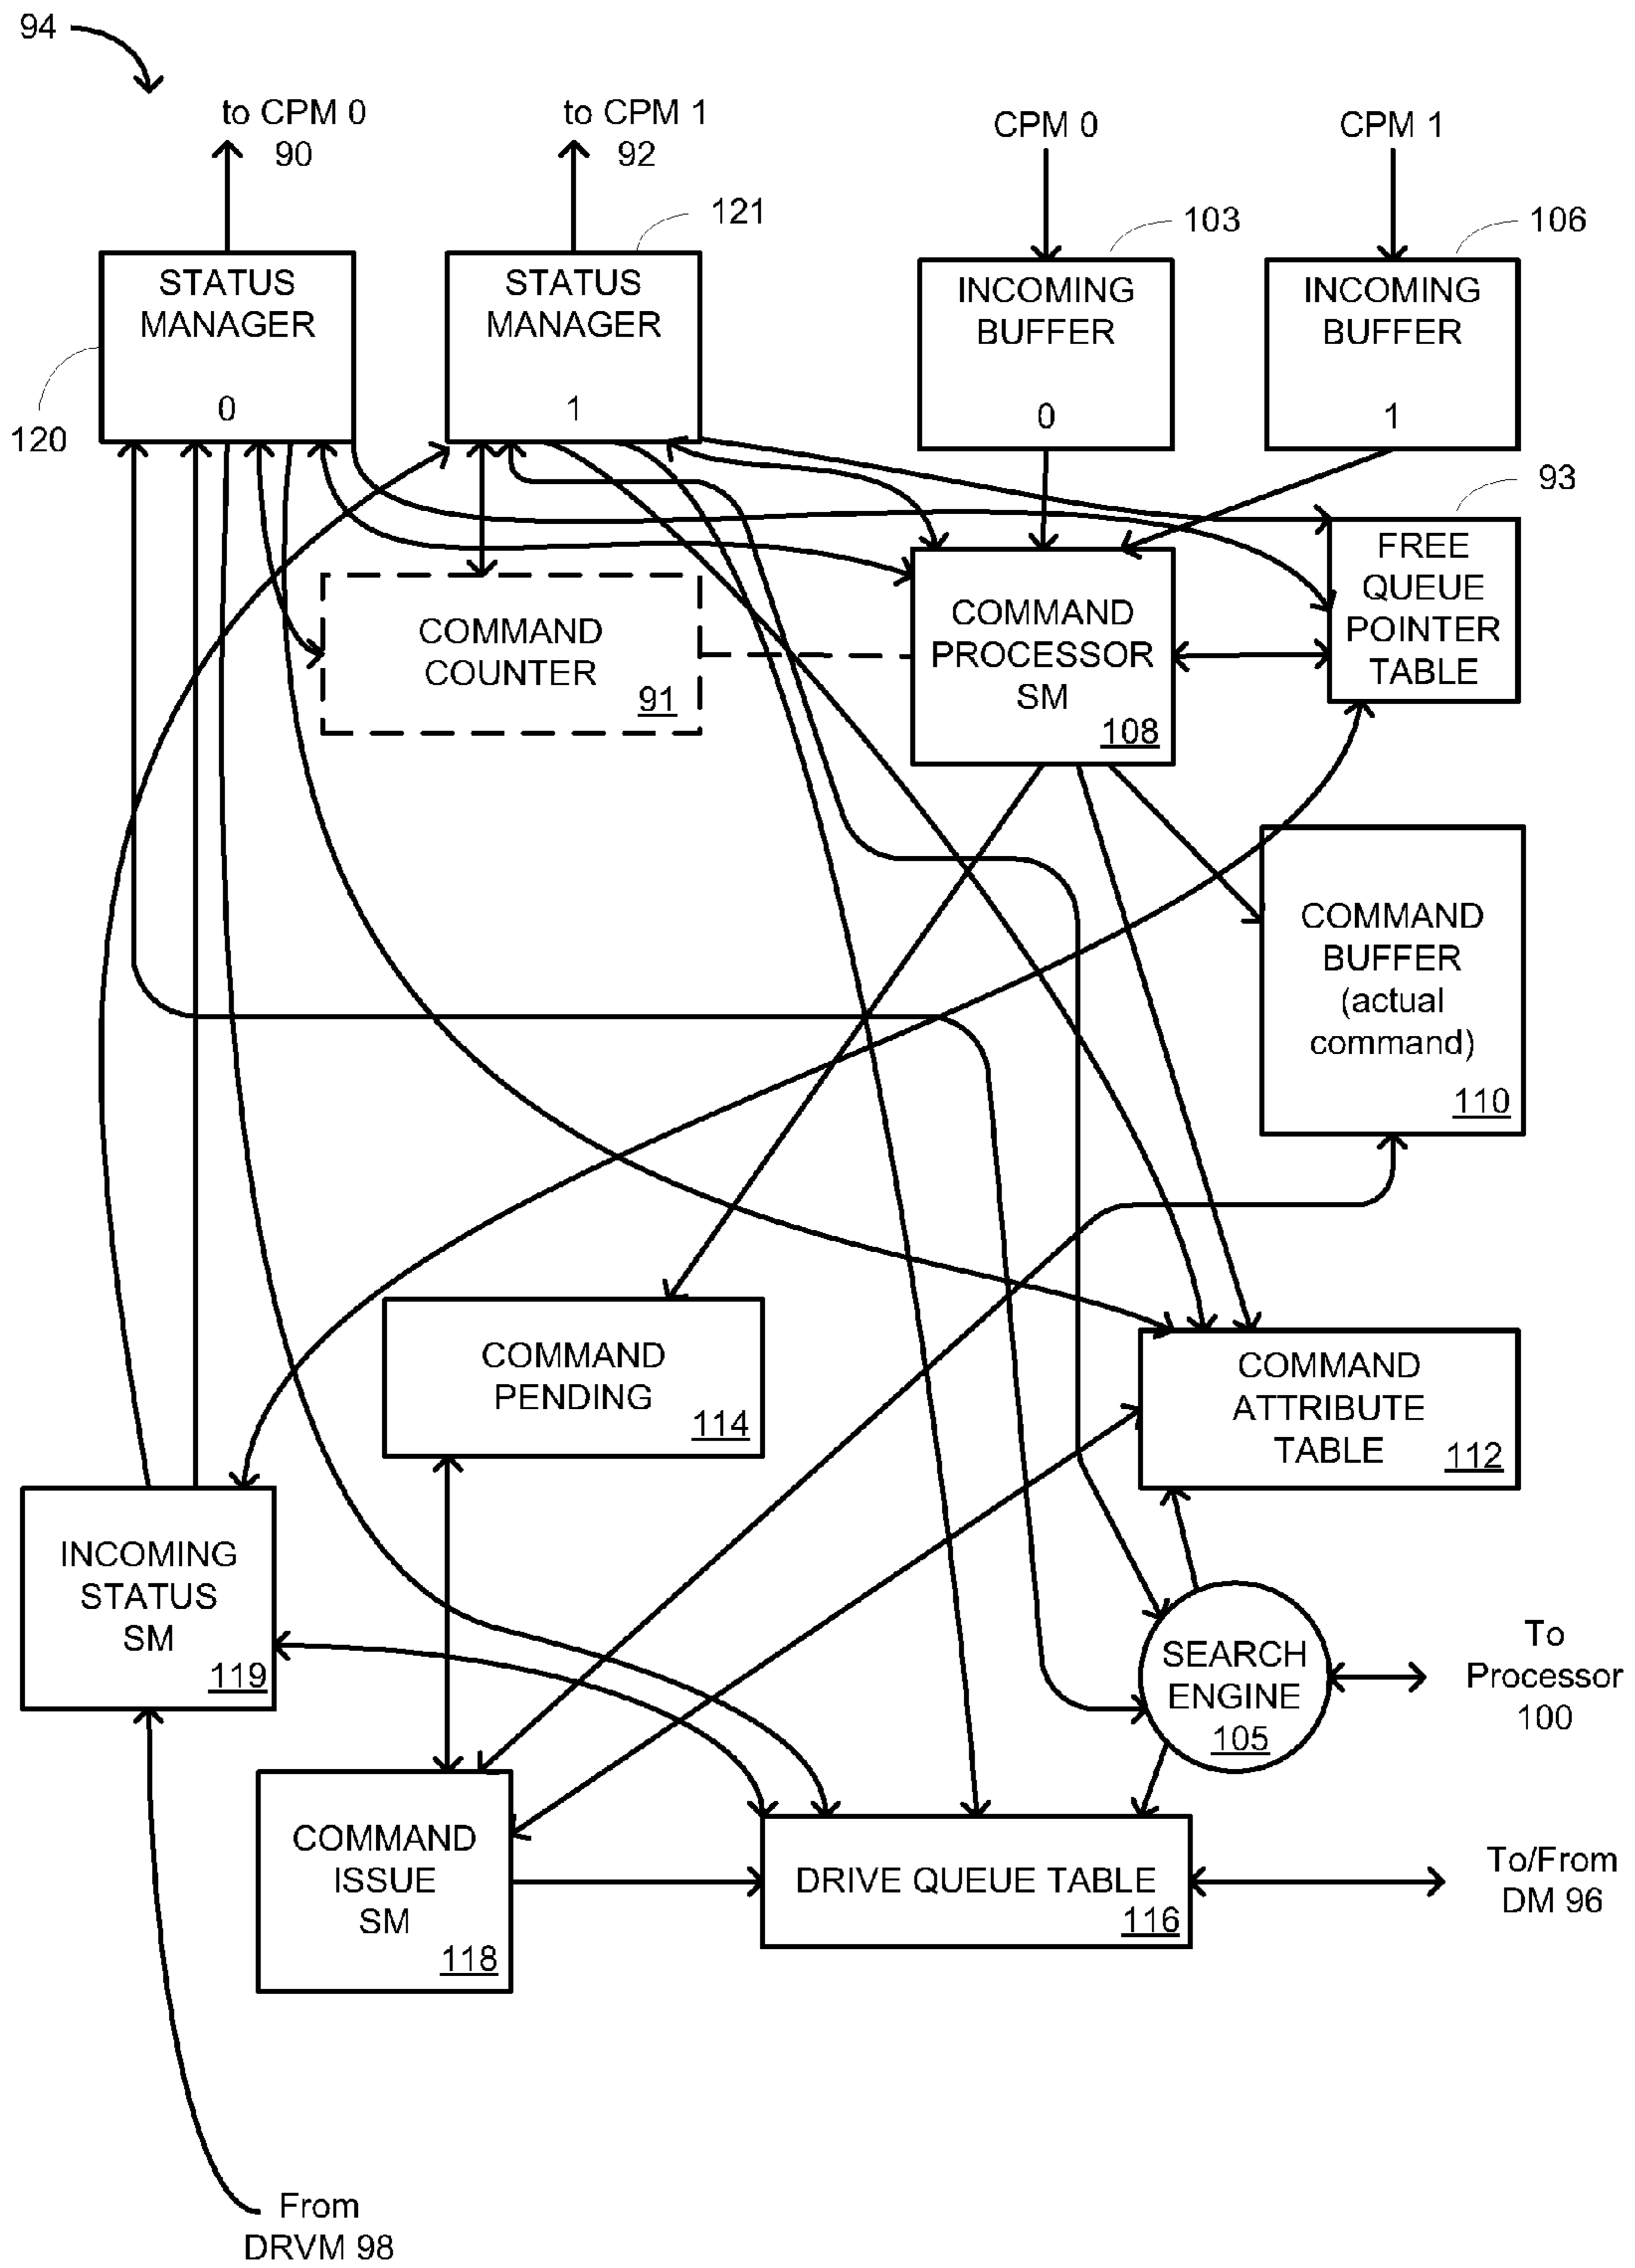 94
to CPM 0
90
to CPM 1
92
CPM 0
CPM 1
121
103
106
STATUS
MANAGER
0
120
STATUS
MANAGER
1
INCOMING
BUFFER
0
INCOMING
BUFFER
1
93
FREE
QUEUE
POINTER
TABLE
COMMAND
COUNTER
91
COMMAND
PROCESSOR
SM
108
COMMAND
BUFFER
(actual
command)
110
COMMAND
PENDING
114
COMMAND
ATTRIBUTE
TABLE
112
INCOMING
STATUS
SM
119
SEARCH
ENGINE
105
To
Processor
100
COMMAND
ISSUE
SM
118
DRIVE QUEUE TABLE
116
To/From
DM 96
From
DRVM 98